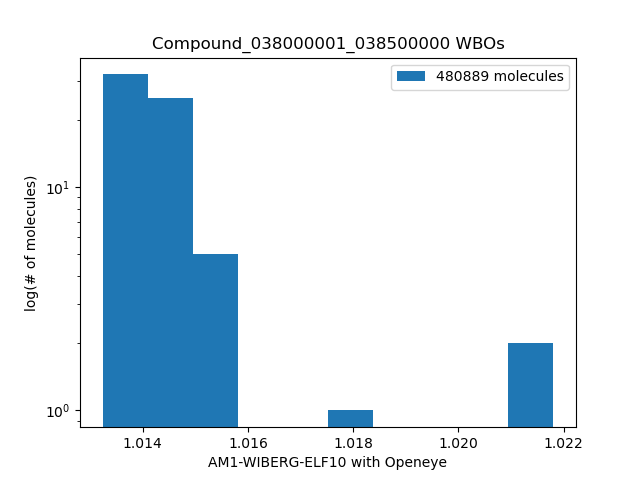 Compound_038000001_038500000 WBOs
480889 molecules
log(# of molecules)
10¹
10⁰
1.014 1.016 1.018 1.020 1.022
AM1-WIBERG-ELF10 with Openeye